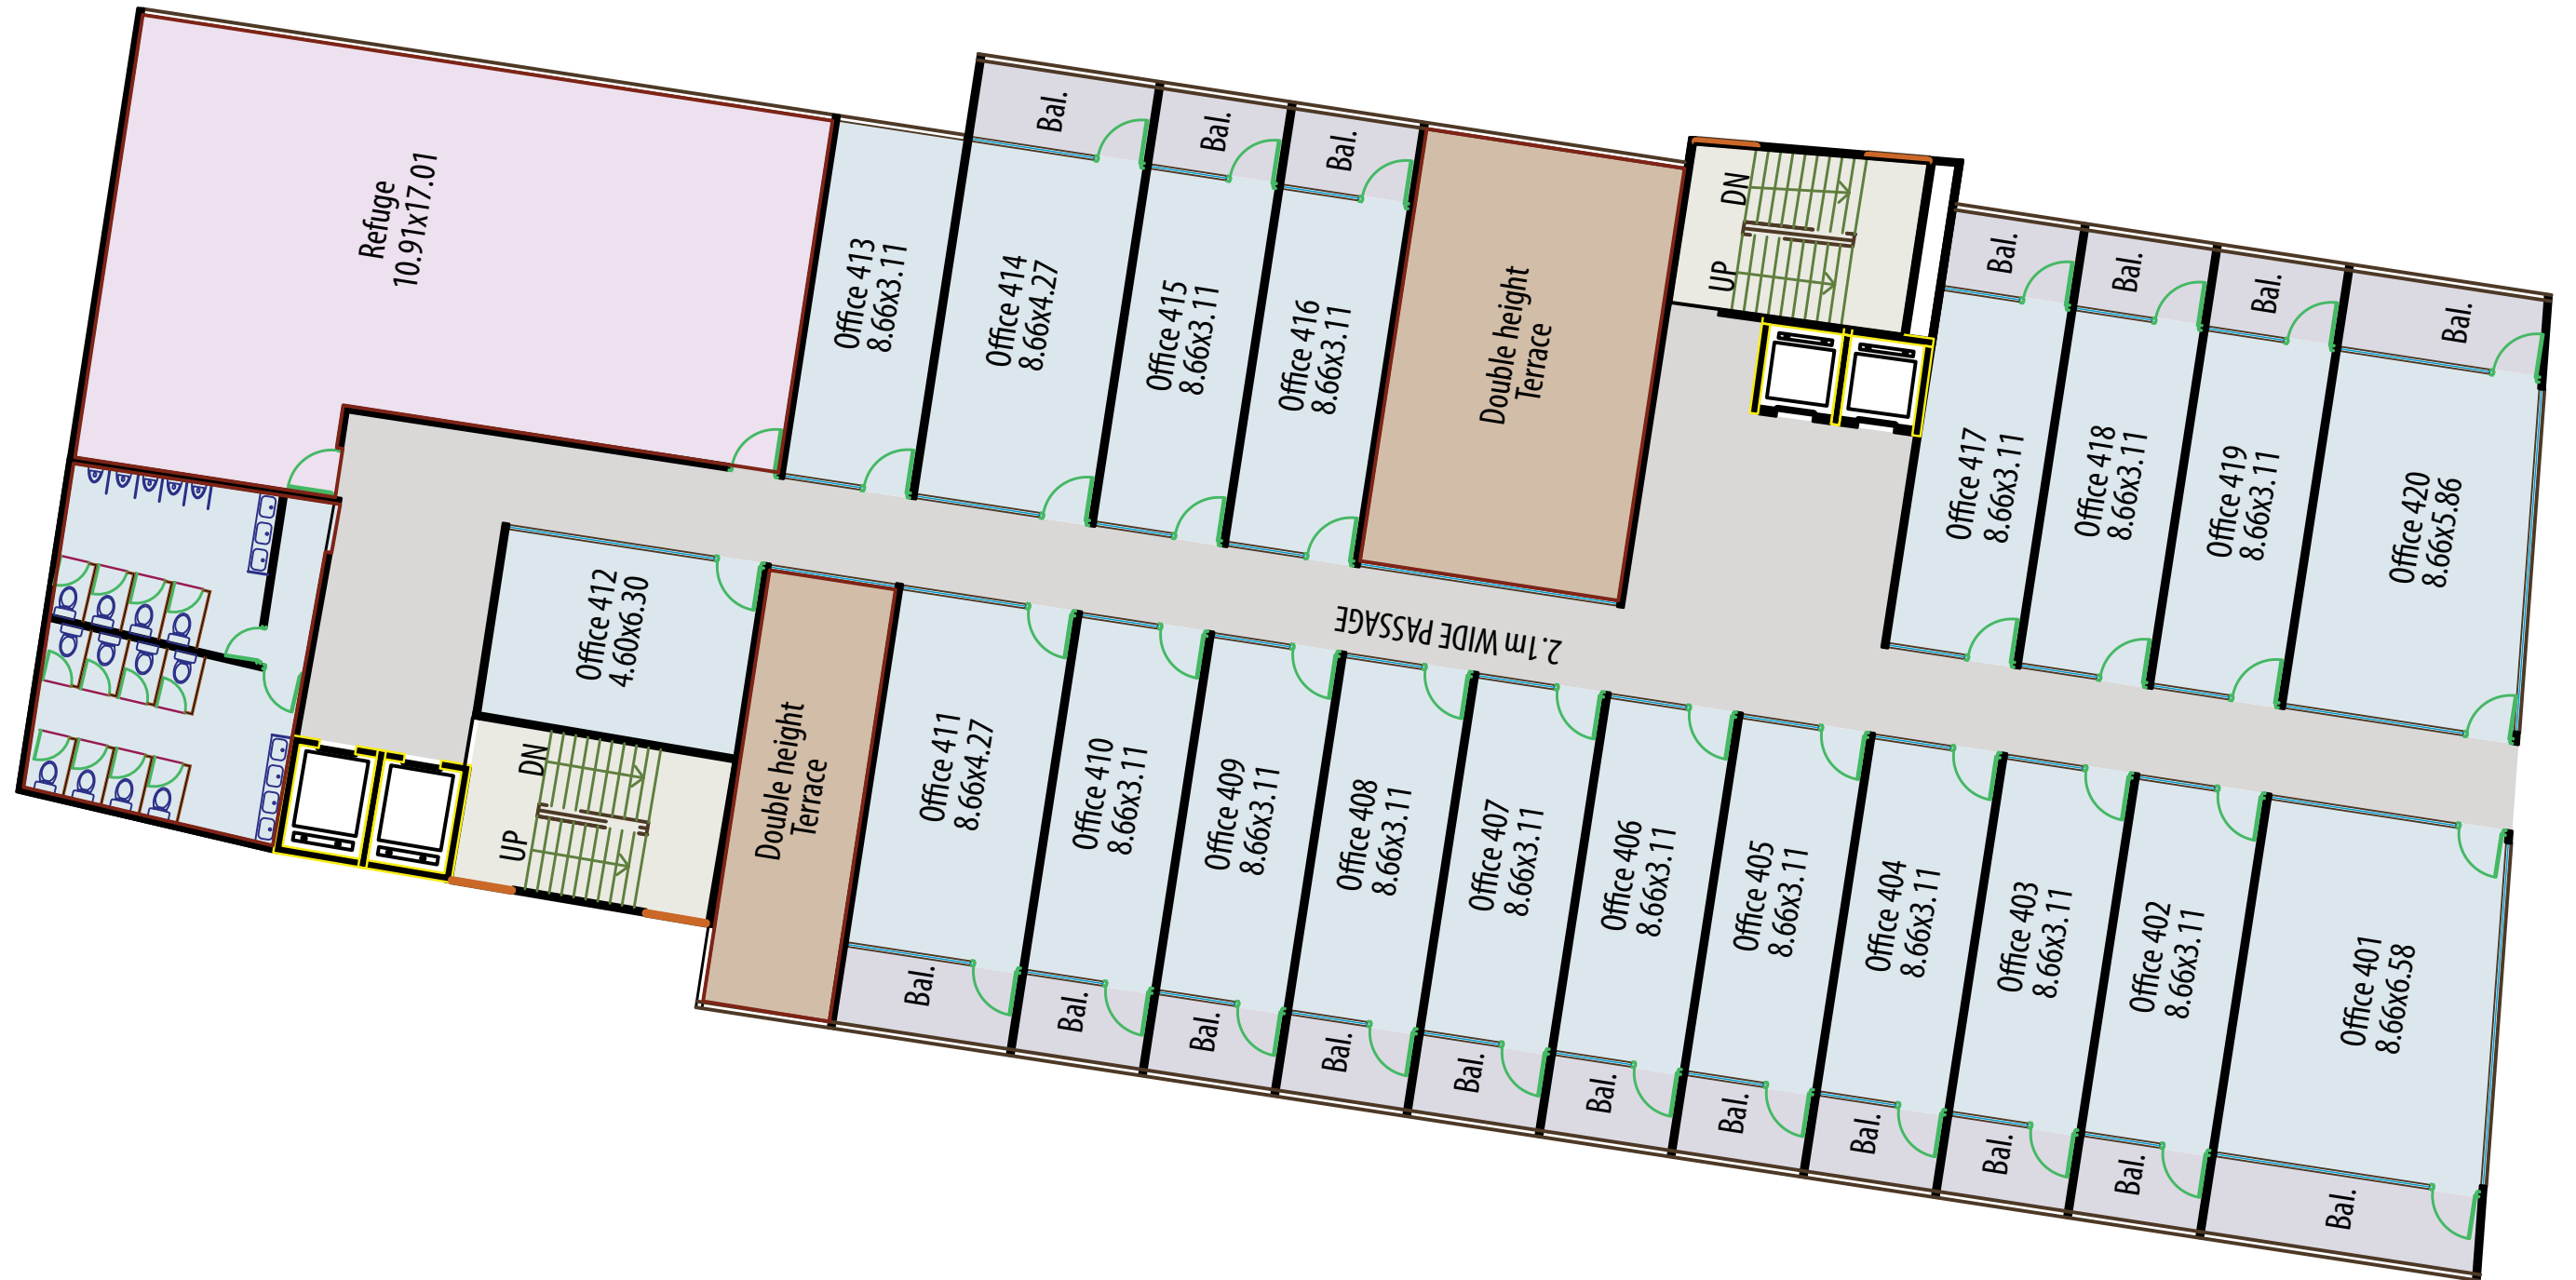 Refuge
10.91x17.01
Office 413
8.66x3.11
Bal.
Office 414
8.66x4.27
Bal.
Office 415
8.66x3.11
Bal.
Office 416
8.66x3.11
Double height
Terrace
DN
UP
Bal.
Office 417
8.66x3.11
Bal.
Office 418
8.66x3.11
Bal.
Office 419
8.66x3.11
Bal.
Office 420
8.66x5.86
2.1m WIDE PASSAGE
Office 412
4.60x6.30
DN
UP
Double height
Terrace
Office 411
8.66x4.27
Bal.
Office 410
8.66x3.11
Bal.
Office 409
8.66x3.11
Bal.
Office 408
8.66x3.11
Bal.
Office 407
8.66x3.11
Bal.
Office 406
8.66x3.11
Bal.
Office 405
8.66x3.11
Bal.
Office 404
8.66x3.11
Bal.
Office 403
8.66x3.11
Bal.
Office 402
8.66x3.11
Bal.
Office 401
8.66x6.58
Bal.